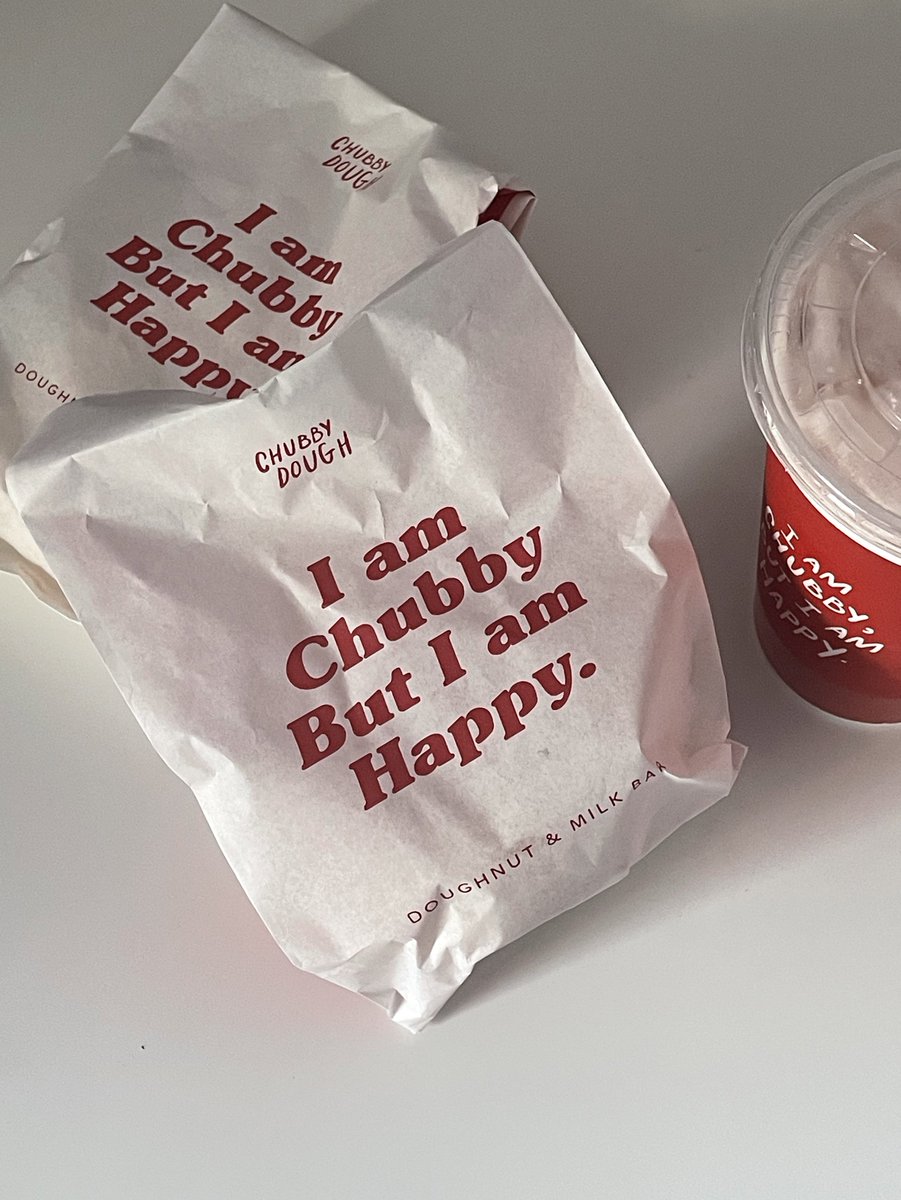 CHUBBY
DOUGH
I am
Chubby
But I am
Happy
CHUBBY
DOUGH
I am
Chubby
But I am
Happy.
DOUGHNUT & MILK BAR
I AM
CHUBBY,
BUT I AM
HAPPY.